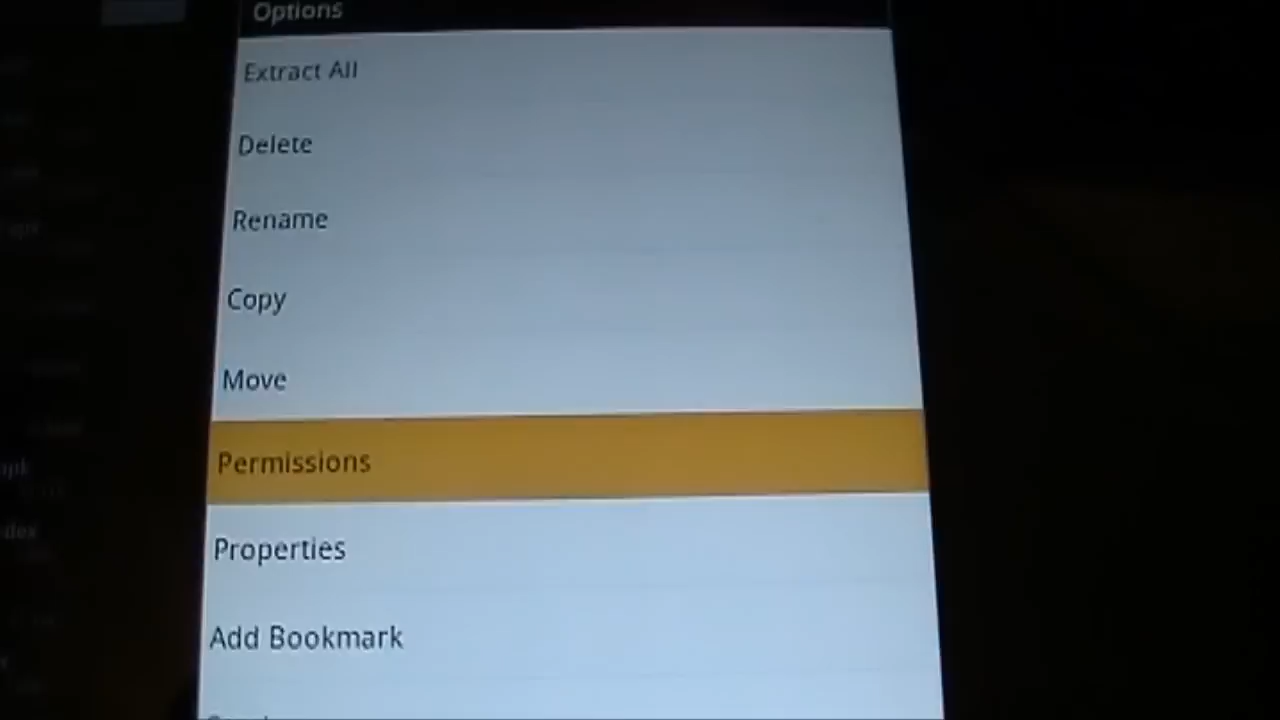 Options
Extract All
Delete
Rename
Copy
Move
Permissions
Properties
Add Bookmark